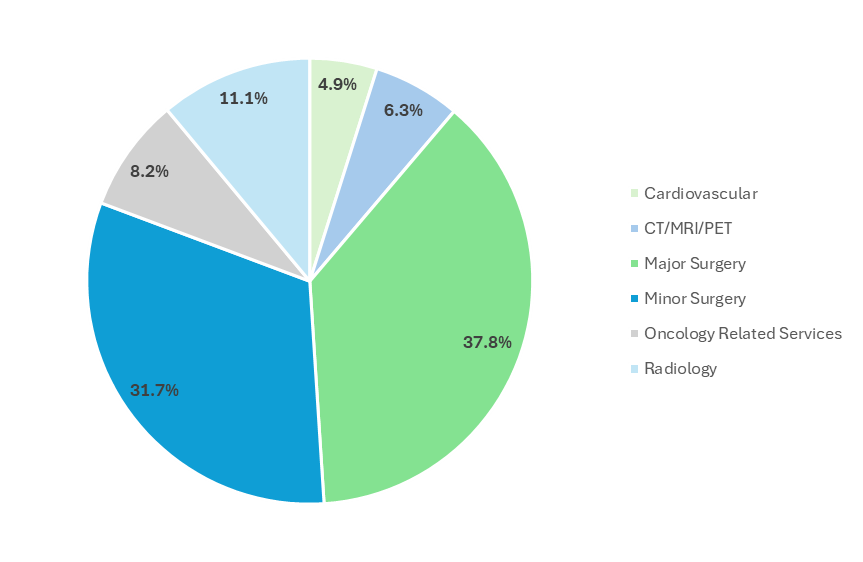 4.9%
6.3%
11.1%
8.2%
37.8%
31.7%
Cardiovascular
CT/MRI/PET
Major Surgery
Minor Surgery
Oncology Related Services
Radiology